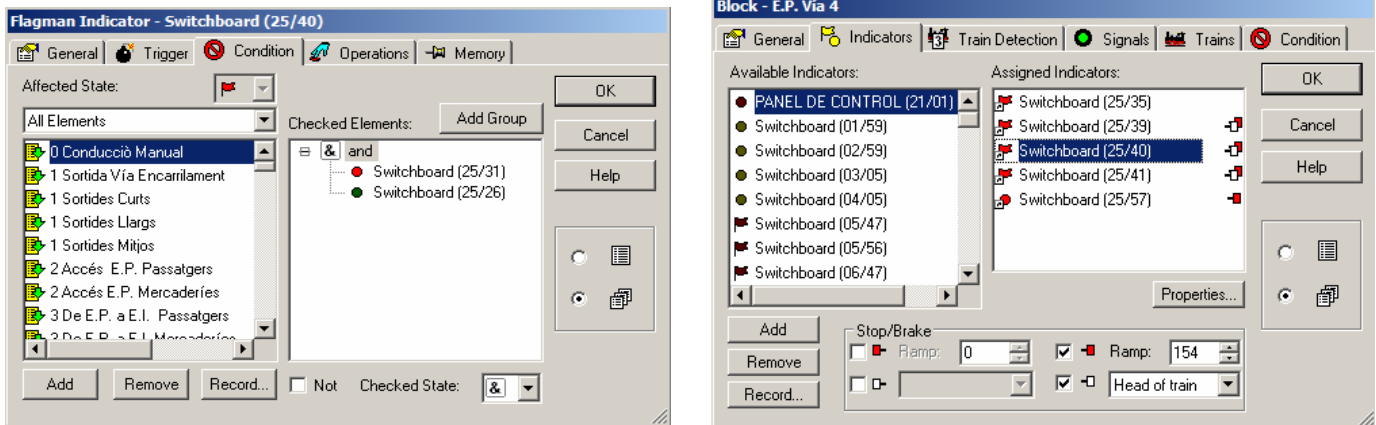 Flagman Indicator - Switchboard (25/40)
General Trigger Condition Operations Memory
Affected State:
All Elements
0 Conducciò Manual
1 Sortida Vía Encarrilament
1 Sortides Curts
1 Sortides Llargs
1 Sortides Mitjos
2 Accés E.P. Passatgers
2 Accés E.P. Mercaderíes
3 De E.P. a E.I. Passatgers
3 De E.P. a E.I. Mercaderíes
Checked Elements:
Add Group
& and
Switchboard (25/31)
Switchboard (25/26)
OK
Cancel
Help
Add Remove Record...
Not Checked State: &
Block - E.P. Via 4
General Indicators Train Detection Signals Trains Condition
Available Indicators:
PANEL DE CONTROL (21/01)
Switchboard (01/59)
Switchboard (02/59)
Switchboard (03/05)
Switchboard (04/05)
Switchboard (05/47)
Switchboard (05/56)
Switchboard (06/47)
Assigned Indicators:
Switchboard (25/35)
Switchboard (25/39)
Switchboard (25/40)
Switchboard (25/41)
Switchboard (25/57)
Properties...
OK
Cancel
Help
Add
Remove
Record...
Stop/Brake
Ramp: 0
Ramp: 154
Head of train